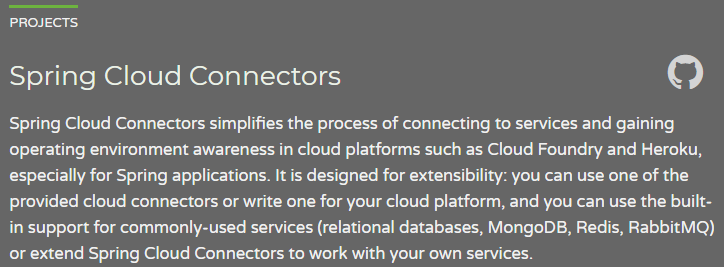 PROJECTS
Spring Cloud Connectors
Spring Cloud Connectors simplifies the process of connecting to services and gaining
operating environment awareness in cloud platforms such as Cloud Foundry and Heroku,
especially for Spring applications. It is designed for extensibility: you can use one of the
provided cloud connectors or write one for your cloud platform, and you can use the built-
in support for commonly-used services (relational databases, MongoDB, Redis, RabbitMQ)
or extend Spring Cloud Connectors to work with your own services.